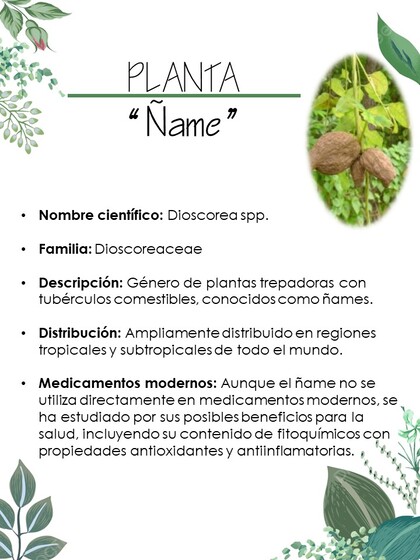 PLANTA
“Ñame”
• Nombre científico: Dioscorea spp.
• Familia: Dioscoreaceae
• Descripción: Género de plantas trepadoras con
tubérculos comestibles, conocidos como ñames.
• Distribución: Ampliamente distribuido en regiones
tropicales y subtropicales de todo el mundo.
• Medicamentos modernos: Aunque el ñame no se
utiliza directamente en medicamentos modernos, se
ha estudiado por sus posibles beneficios para la
salud, incluyendo su contenido de fitoquímicos con
propiedades antioxidantes y antiinflamatorias.